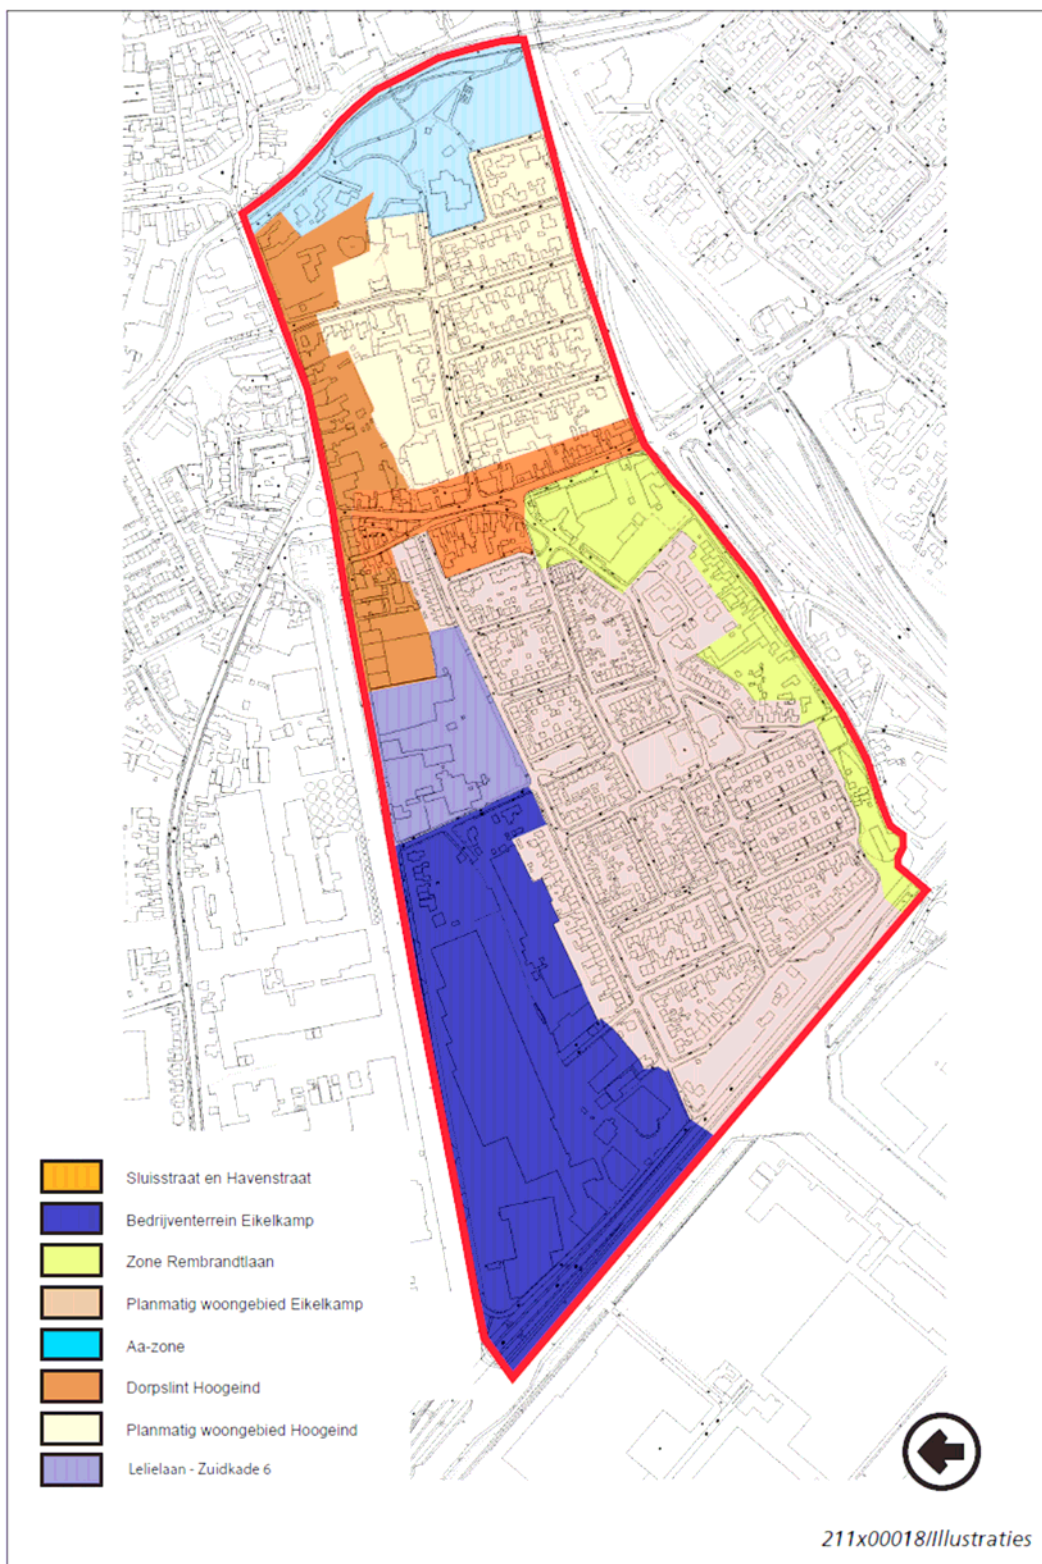 Sluisstraat en Havenstraat
Bedrijventerrein Eikelkamp
Zone Rembrandtlaan
Planmatig woongebied Eikelkamp
Aa-zone
Dorpslint Hoogeind
Planmatig woongebied Hoogeind
Lelielaan - Zuidkade 6
211x00018/Illustraties